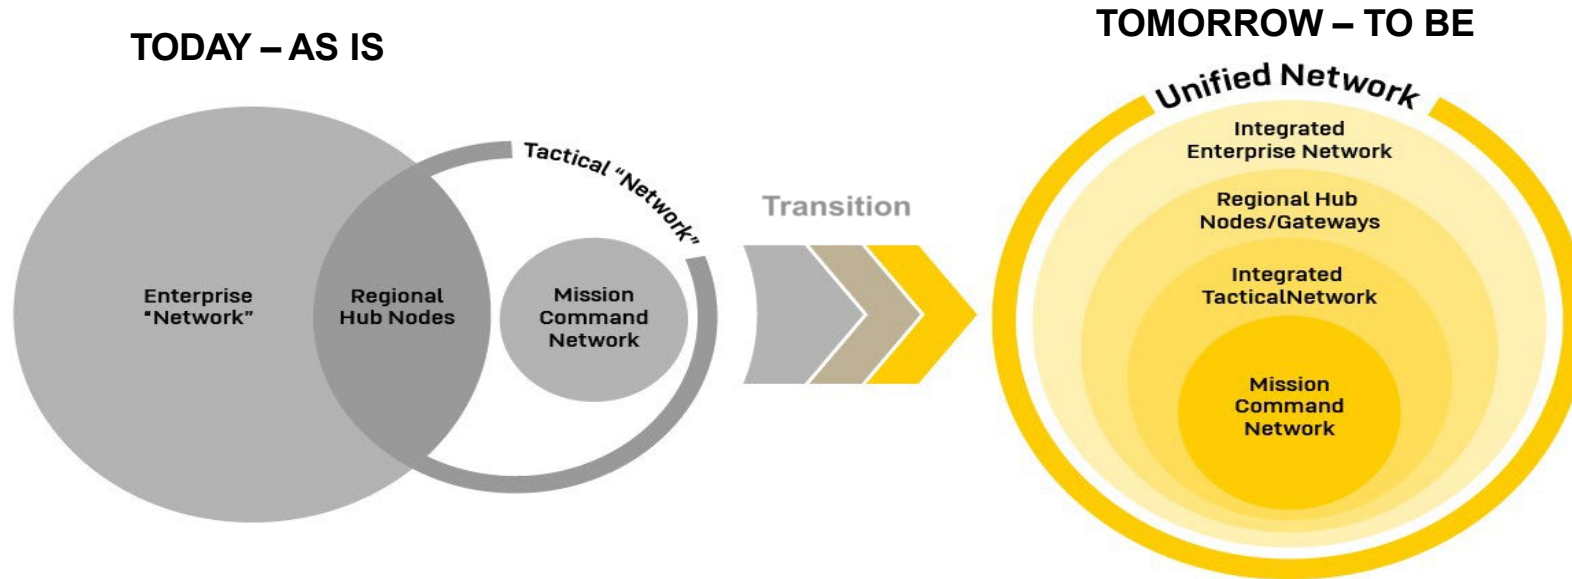 TODAY – AS IS
Enterprise
“Network”
Regional
Hub Nodes
Tactical “Network”
Mission
Command
Network
Transition
TOMORROW – TO BE
Unified Network
Integrated
Enterprise Network
Regional Hub
Nodes/Gateways
Integrated
TacticalNetwork
Mission
Command
Network